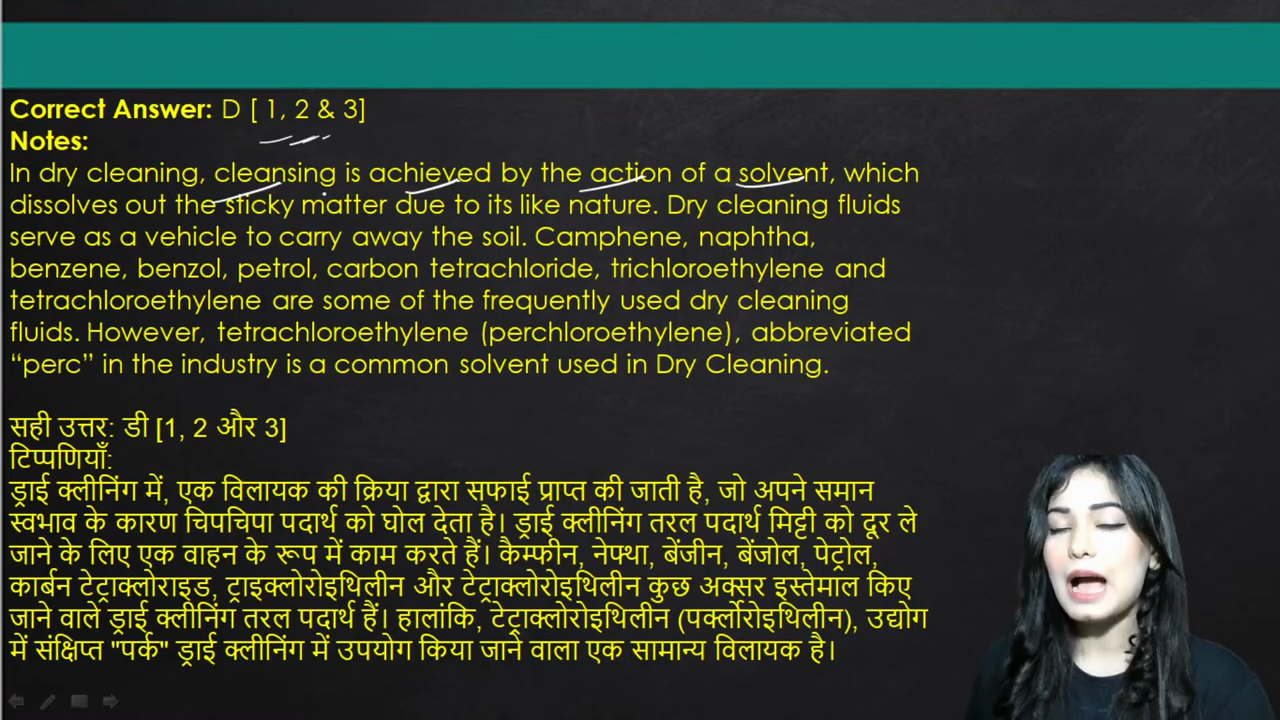 Correct Answer: D [ 1, 2 & 3]
Notes:
In dry cleaning, cleansing is achieved by the action of a solvent, which
dissolves out the sticky matter due to its like nature. Dry cleaning fluids
serve as a vehicle to carry away the soil. Camphene, naphtha,
benzene, benzol, petrol, carbon tetrachloride, trichloroethylene and
tetrachloroethylene are some of the frequently used dry cleaning
fluids. However, tetrachloroethylene (perchloroethylene), abbreviated
“perc” in the industry is a common solvent used in Dry Cleaning.
सही उत्तर: डी [1, 2 और 3]
टिप्पणियाँ:
ड्राई क्लीनिंग में, एक विलायक की क्रिया द्वारा सफाई प्राप्त की जाती है, जो अपने समान
स्वभाव के कारण चिपचिपा पदार्थ को घोल देता है। ड्राई क्लीनिंग तरल पदार्थ मिट्टी को दूर ले
जाने के लिए एक वाहन के रूप में काम करते हैं। कैम्फीन, नेफ्था, बेंजीन, बेंजोल, पेट्रोल,
कार्बन टेट्राक्लोराइड, ट्राइक्लोरोइथिलीन और टेट्राक्लोरोइथिलीन कुछ अक्सर इस्तेमाल किए
जाने वाले ड्राई क्लीनिंग तरल पदार्थ हैं। हालांकि, टेट्राक्लोरोइथिलीन (पर्क्लोरोइथिलीन), उद्योग
में संक्षिप्त "पर्क" ड्राई क्लीनिंग में उपयोग किया जाने वाला एक सामान्य विलायक है।